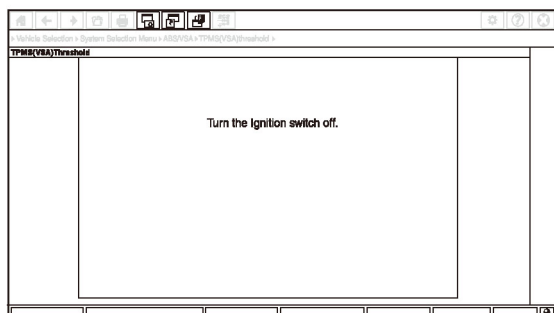 ▸ Vehicle Selection ▸ System Selection Menu ▸ ABS/VSA ▸ TPMS(VSA)threshold ▸
TPMS(VSA)Threshold
Turn the Ignition switch off.